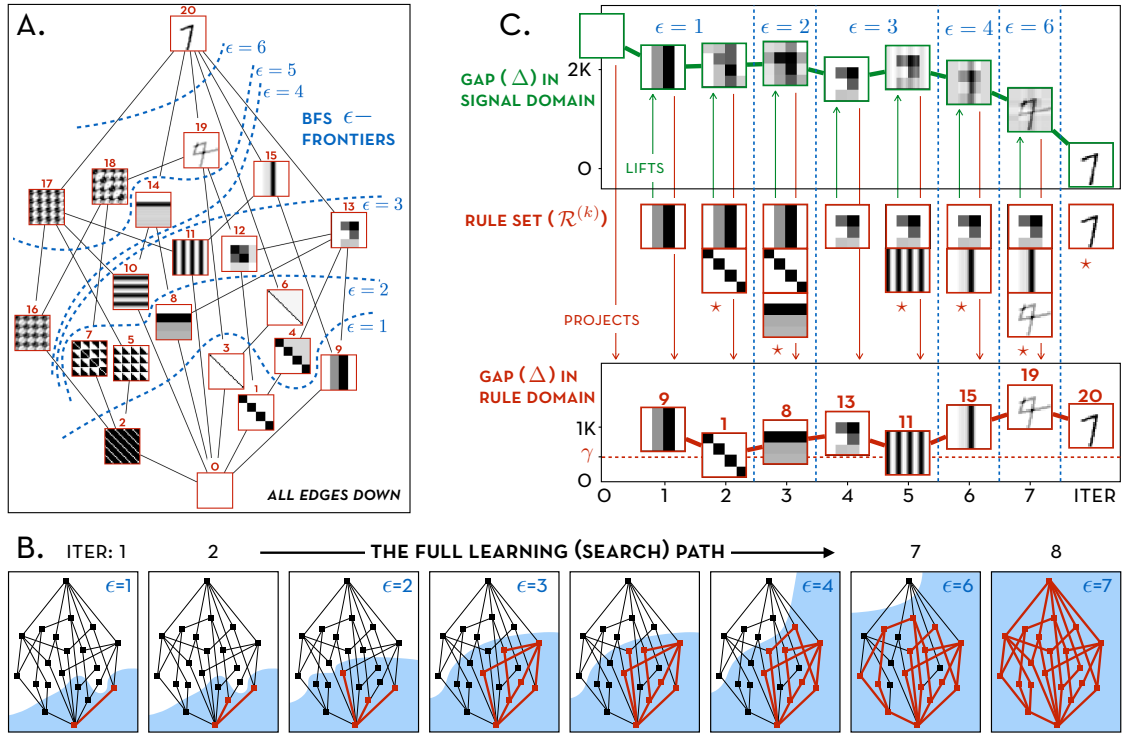 A.
20
ϵ = 6
ϵ = 5
ϵ = 4
BFS ϵ−
FRONTIERS
19
15
18
17
14
13
ϵ = 3
12
11
10
ϵ = 2
8
6
16
ϵ = 1
7
5
3
4
9
1
2
0
ALL EDGES DOWN
C.
ϵ = 1
ϵ = 2
ϵ = 3
ϵ = 4
ϵ = 6
2K
GAP (Δ) IN
SIGNAL DOMAIN
0
LIFTS
RULE SET (R(k))
PROJECTS
GAP (Δ) IN
RULE DOMAIN
9
1
8
13
11
15
19
20
1K
γ
0
0 1 2 3 4 5 6 7 ITER
B.
ITER: 1
2
THE FULL LEARNING (SEARCH) PATH
7
8
ϵ=1
ϵ=2
ϵ=3
ϵ=4
ϵ=6
ϵ=7